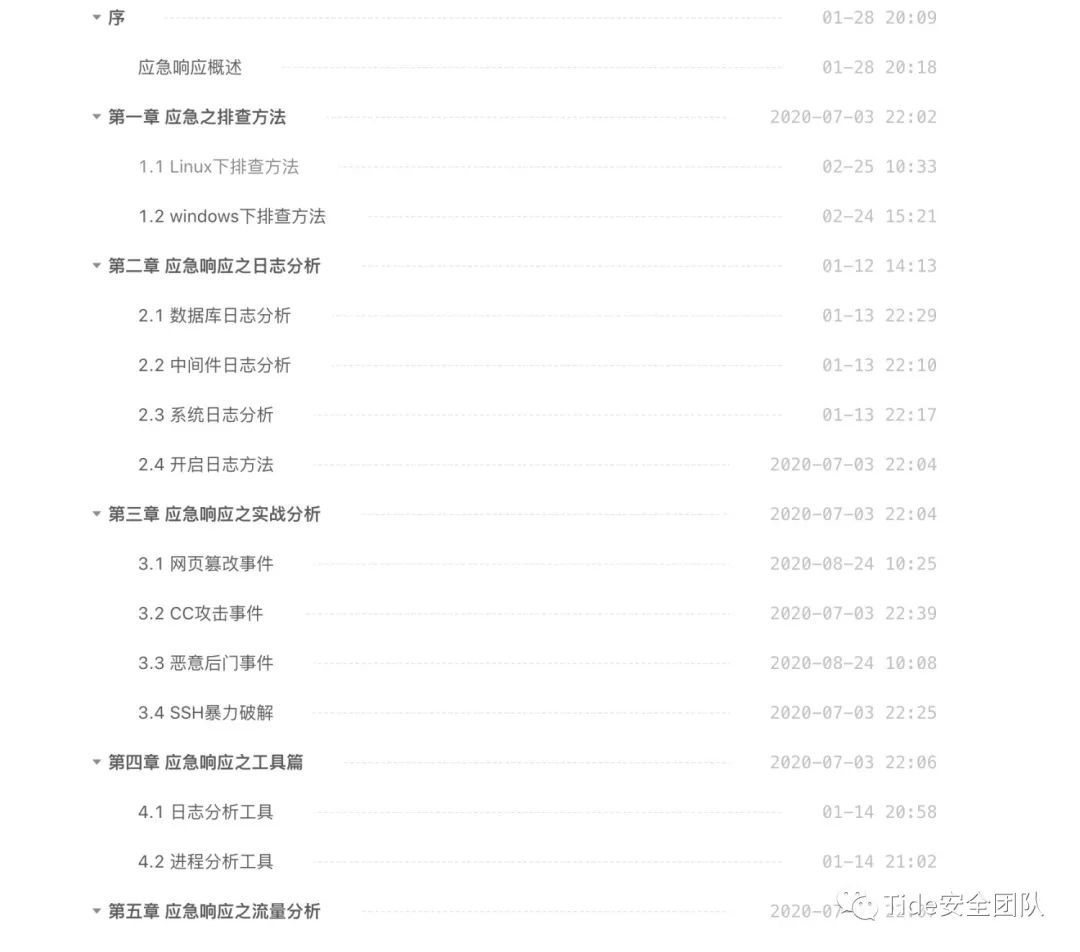 序 01-28 20:09
应急响应概述 01-28 20:18
第一章 应急之排查方法 2020-07-03 22:02
1.1 Linux下排查方法 02-25 10:33
1.2 windows下排查方法 02-24 15:21
第二章 应急响应之日志分析 01-12 14:13
2.1 数据库日志分析 01-13 22:29
2.2 中间件日志分析 01-13 22:10
2.3 系统日志分析 01-13 22:17
2.4 开启日志方法 2020-07-03 22:04
第三章 应急响应之实战分析 2020-07-03 22:04
3.1 网页篡改事件 2020-08-24 10:25
3.2 CC攻击事件 2020-07-03 22:39
3.3 恶意后门事件 2020-08-24 10:08
3.4 SSH暴力破解 2020-07-03 22:25
第四章 应急响应之工具篇 2020-07-03 22:06
4.1 日志分析工具 01-14 20:58
4.2 进程分析工具 01-14 21:02
第五章 应急响应之流量分析
Tide安全团队